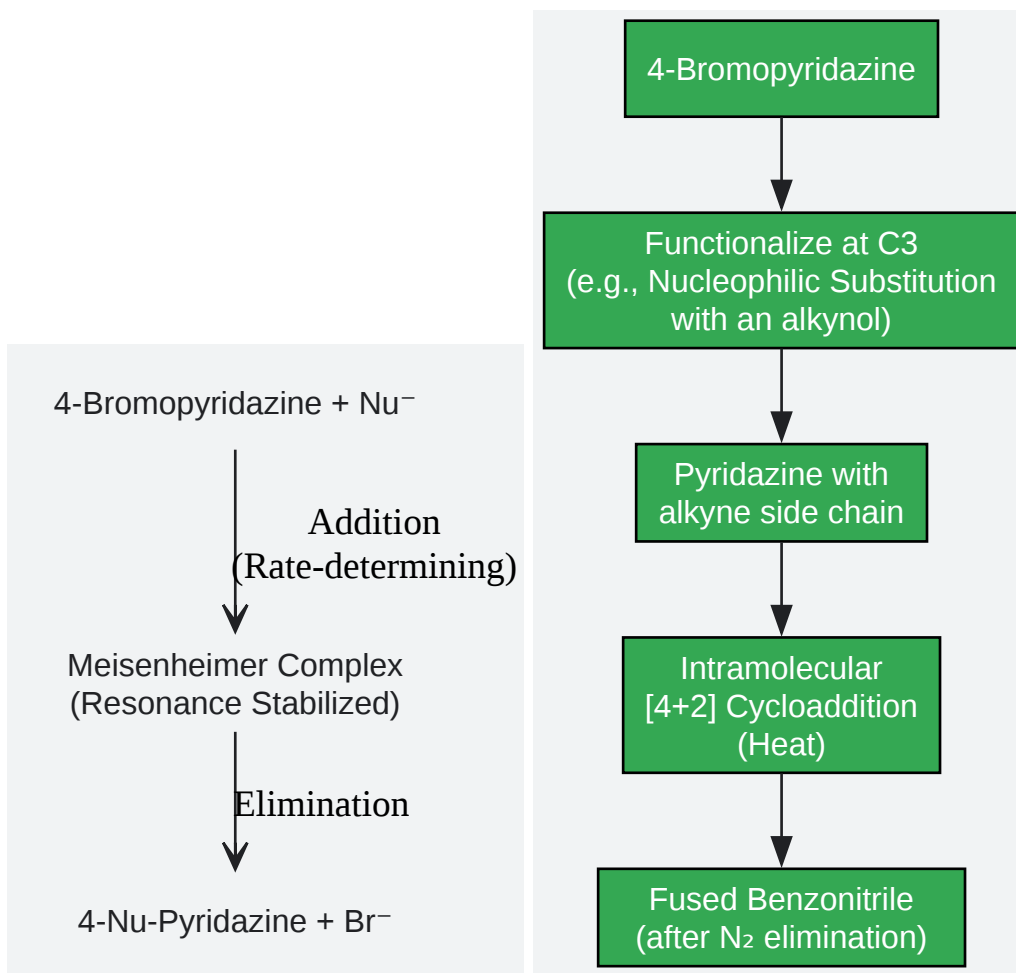 4-Bromopyridazine + Nu⁻
Addition
(Rate-determining)
Meisenheimer Complex
(Resonance Stabilized)
Elimination
4-Nu-Pyridazine + Br⁻
4-Bromopyridazine
Functionalize at C3
(e.g., Nucleophilic Substitution
with an alkynol)
Pyridazine with
alkyne side chain
Intramolecular
[4+2] Cycloaddition
(Heat)
Fused Benzonitrile
(after N₂ elimination)